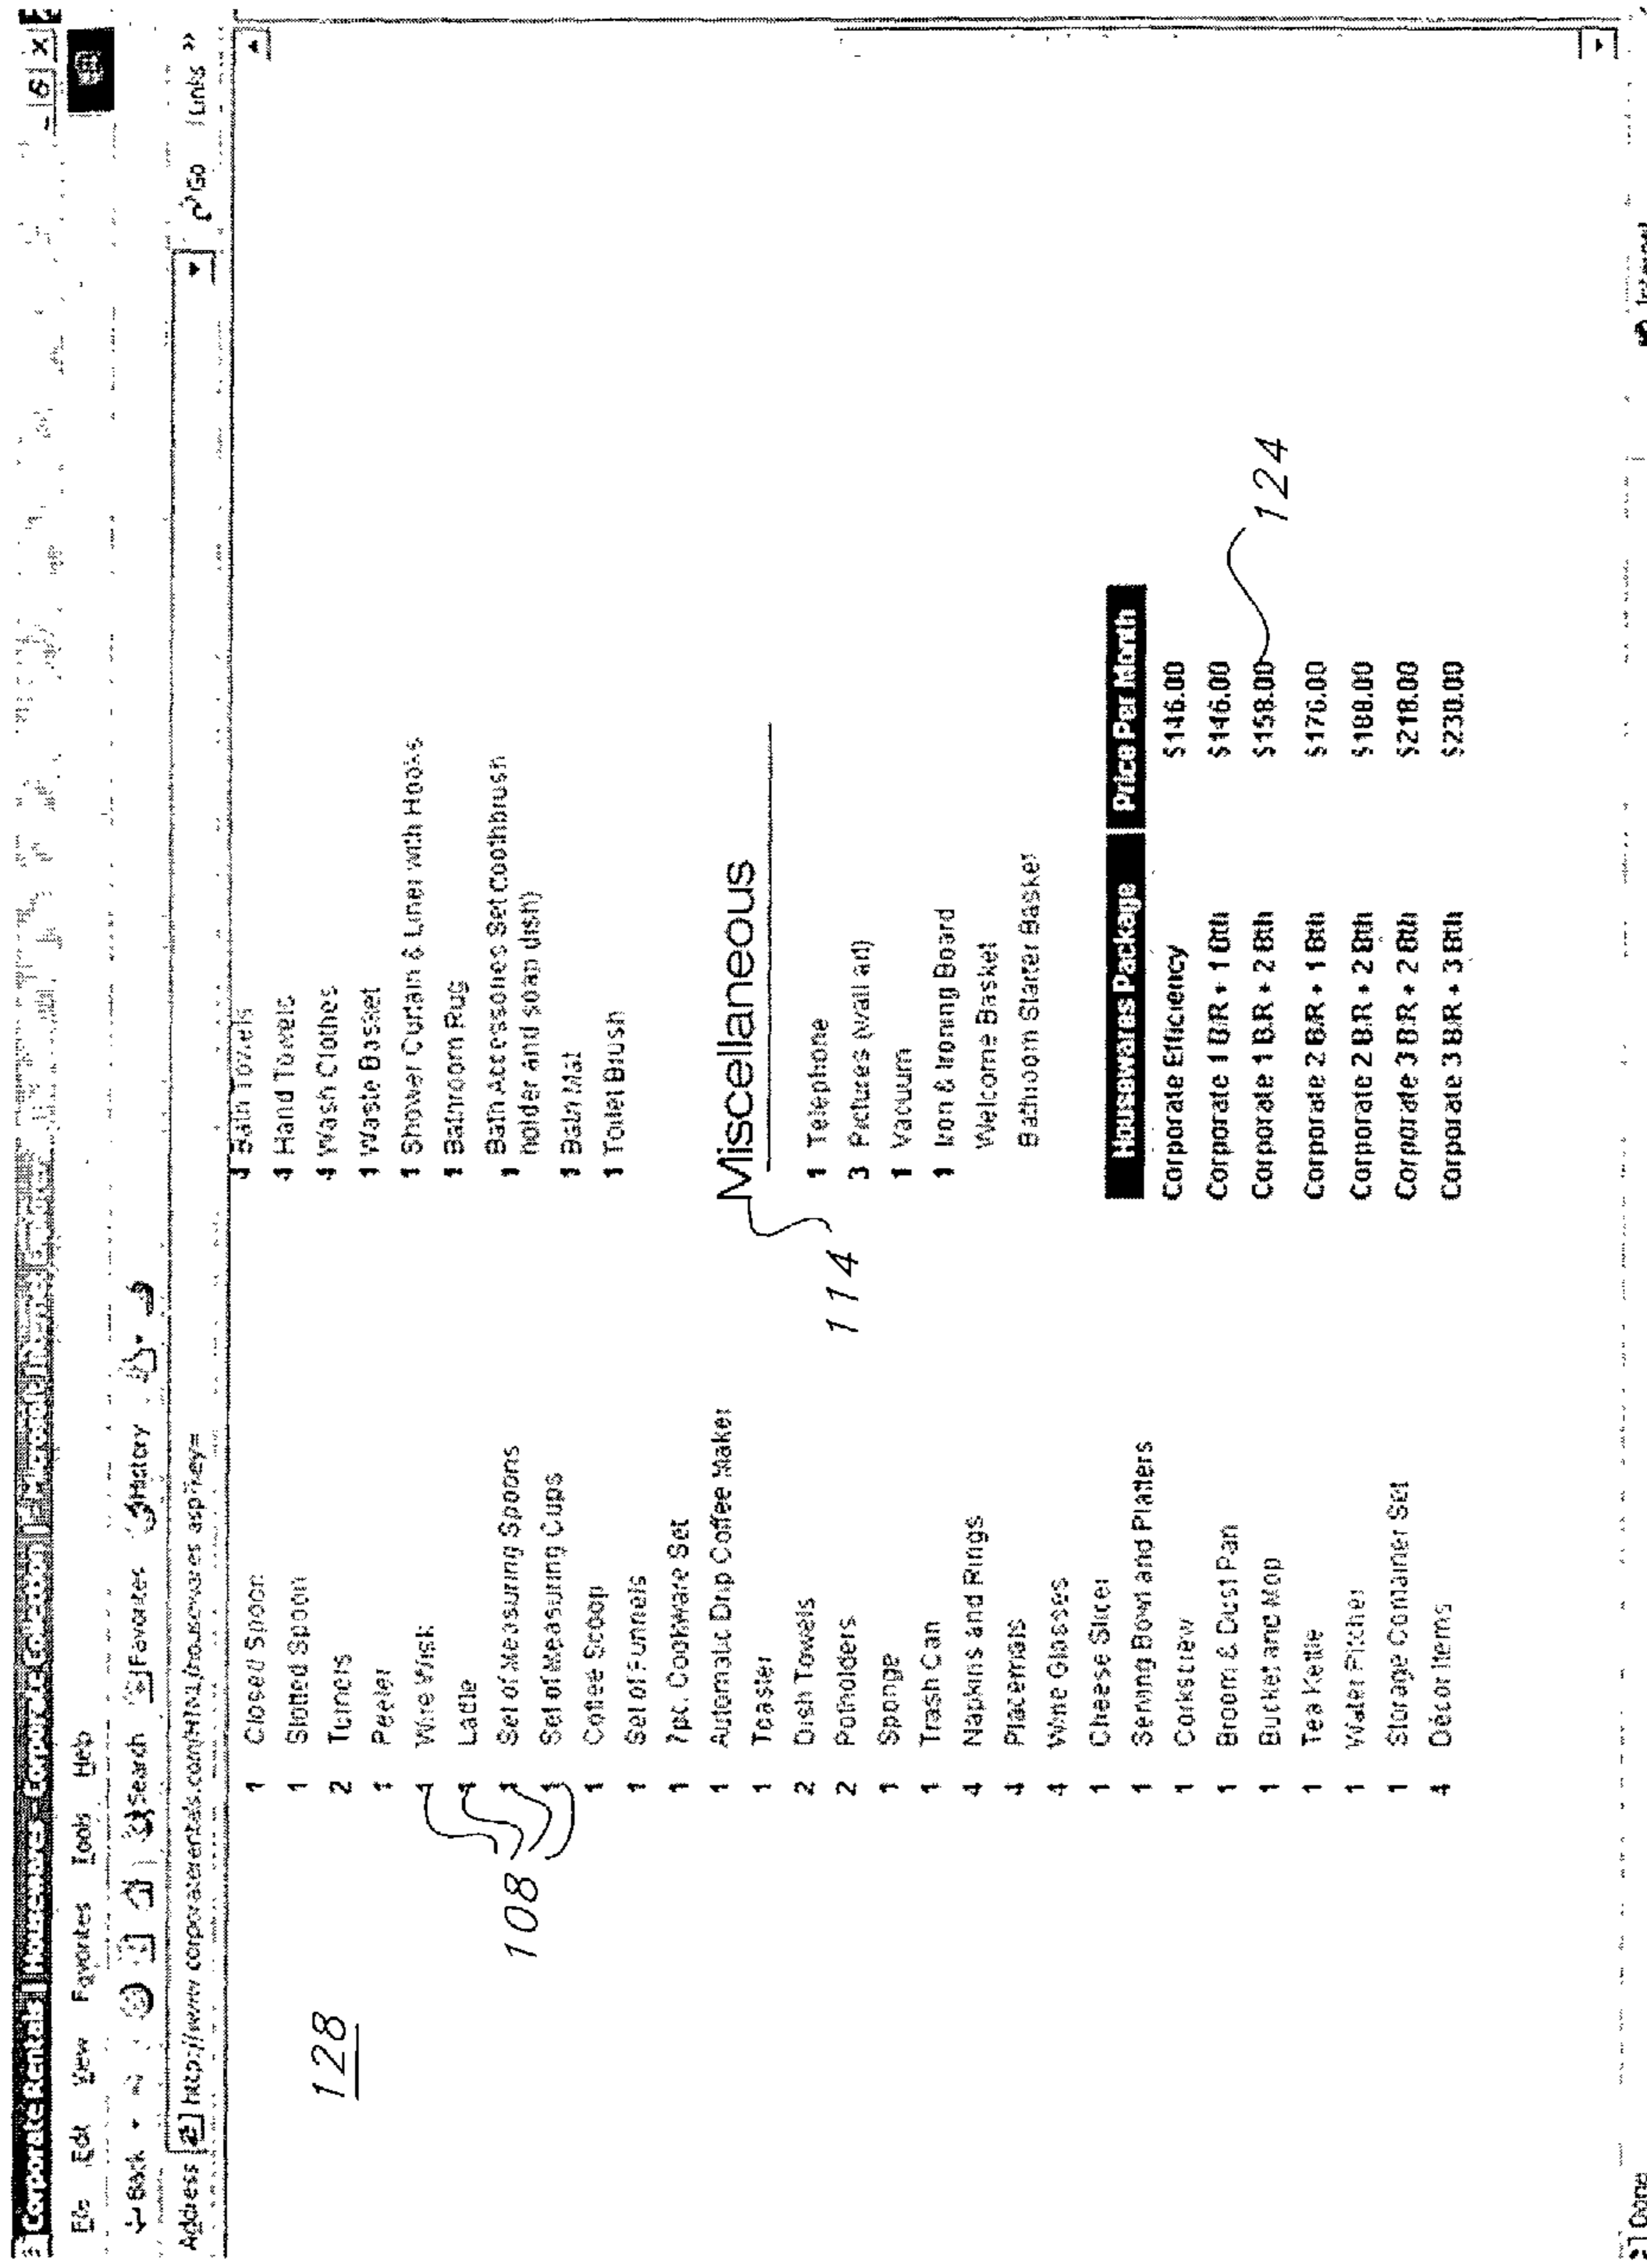 Corporate Rentals | Housewares - Corporate Collection | - Microsoft
File Edit View Favorites Tools Help
Back Search Favorites History
Address http://www.corporaterentals.com/HTML/housewares.asp?key= Go Links »
128
1 Closed Spoon
1 Slotted Spoon
2 Turners
1 Peeler
1 Wire Wisk
1 Ladle
1 Set of Measuring Spoons
1 Set of Measuring Cups
108
1 Coffee Scoop
1 Set of Funnels
1 7pc. Cookware Set
1 Automatic Drip Coffee Maker
1 Toaster
2 Dish Towels
2 Potholders
1 Sponge
1 Trash Can
4 Napkins and Rings
4 Placemats
4 Wine Glasses
1 Cheese Slicer
1 Serving Bowl and Platters
1 Corkscrew
1 Broom & Dust Pan
1 Bucket and Mop
1 Tea Kettle
1 Water Pitcher
1 Storage Container Set
4 Décor Items
4 Bath Towels
4 Hand Towels
4 Wash Clothes
1 Waste Basket
1 Shower Curtain & Liner with Hooks
1 Bathroom Rug
1 Bath Accessories Set (toothbrush
holder and soap dish)
1 Bath Mat
1 Toilet Brush
Miscellaneous
114
1 Telephone
3 Pictures (wall art)
1 Vacuum
1 Iron & Ironing Board
Welcome Basket
Bathroom Starter Basket
Housewares Package Price Per Month
Corporate Efficiency $146.00
Corporate 1 BR + 1 Bth $146.00
Corporate 1 BR + 2 Bth $158.00
124
Corporate 2 BR + 1 Bth $176.00
Corporate 2 BR + 2 Bth $188.00
Corporate 3 BR + 2 Bth $218.00
Corporate 3 BR + 3 Bth $230.00
Done Internet